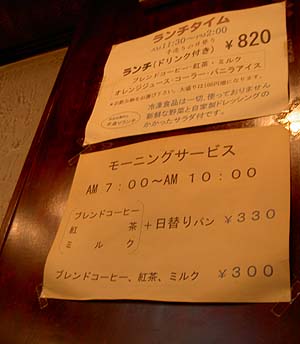 ランチタイム
AM11:30〜PM2:00
ランチ(ドリンク付き) ¥820
ブレンドコーヒー・紅茶・ミルク
オレンジジュース・コーラー・バニラアイス
冷凍食品は一切、使っておりません
新鮮な野菜と自家製ドレッシングの
かかったサラダ付です。
モーニングサービス
AM 7:00〜AM 10:00
ブレンドコーヒー
紅 茶 +日替りパン ¥330
ミルク
ブレンドコーヒー、紅茶、ミルク ¥300